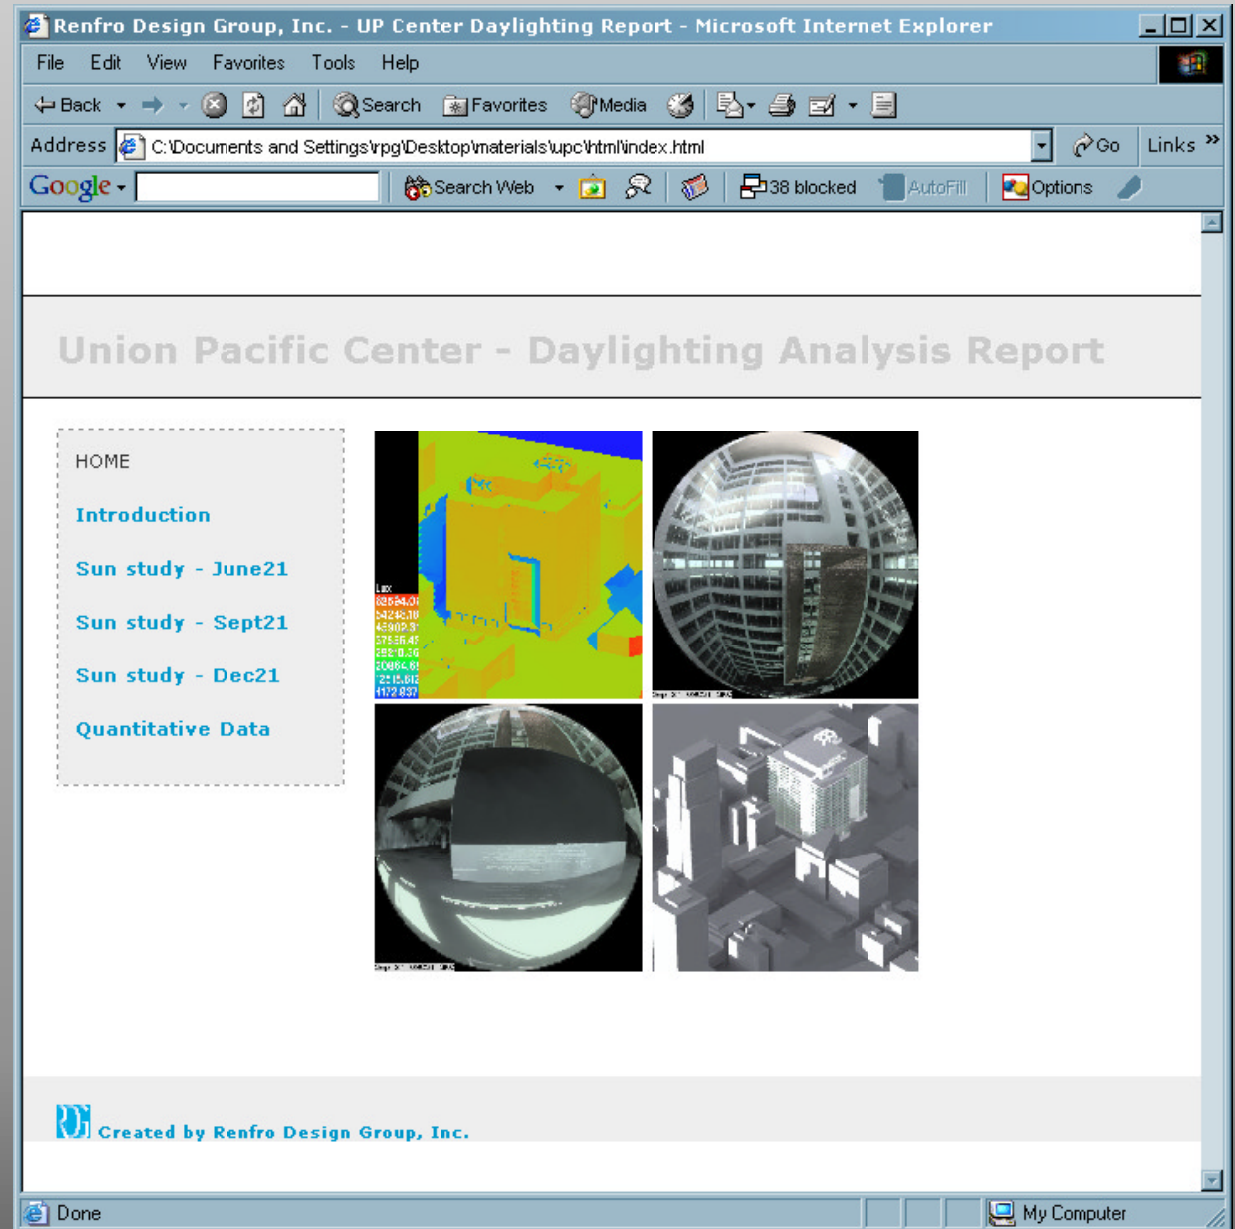 Renfro Design Group, Inc. - UP Center Daylighting Report - Microsoft Internet Explorer
File Edit View Favorites Tools Help
Back Search Favorites Media
Address C:\Documents and Settings\rpg\Desktop\materials\upc\html\index.html Go Links »
Google Search Web 38 blocked AutoFill Options
Union Pacific Center - Daylighting Analysis Report
HOME
Introduction
Sun study - June21
Sun study - Sept21
Sun study - Dec21
Quantitative Data
Lux
Created by Renfro Design Group, Inc.
Done My Computer